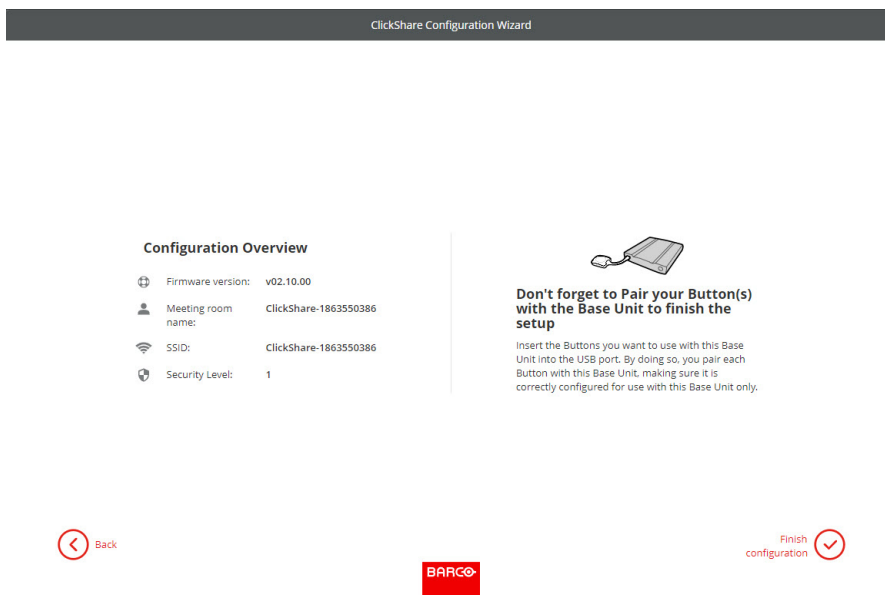 ClickShare Configuration Wizard
Configuration Overview
Firmware version: v02.10.00
Meeting room
name:
ClickShare-1863550386
SSID: ClickShare-1863550386
Security Level: 1
Don't forget to Pair your Button(s)
with the Base Unit to finish the
setup
Insert the Buttons you want to use with this Base
Unit into the USB port. By doing so, you pair each
Button with this Base Unit, making sure it is
correctly configured for use with this Base Unit only.
Back
Finish
configuration
BARCO